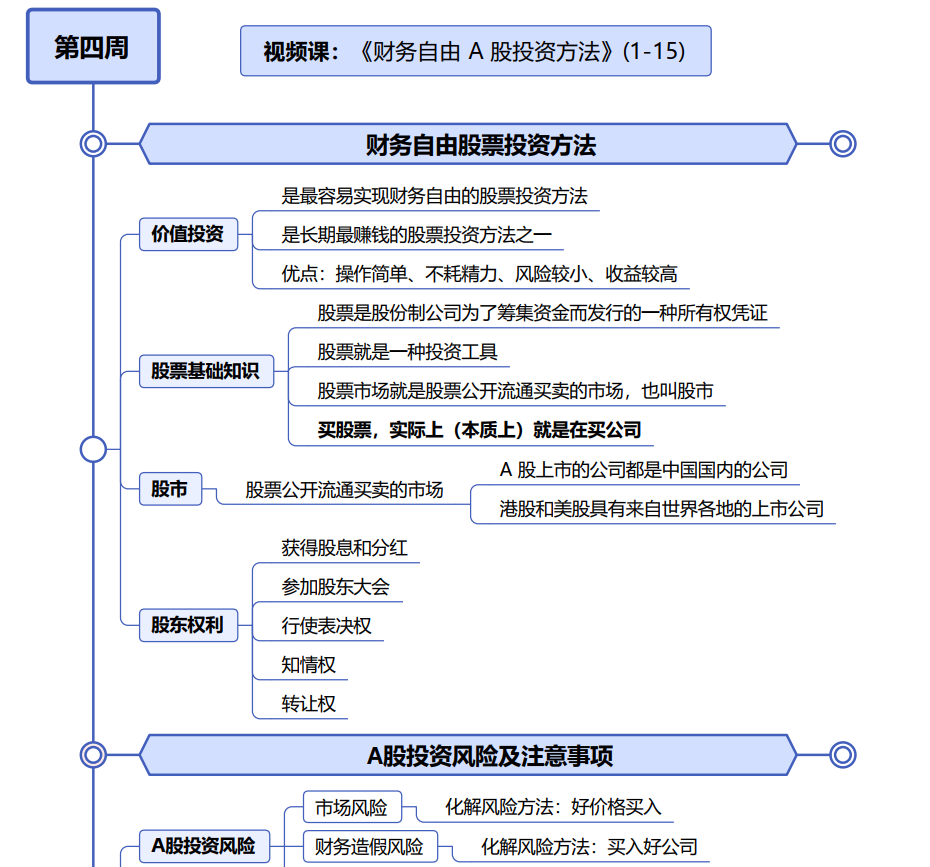 第四周
视频课：《财务自由 A 股投资方法》(1-15)
财务自由股票投资方法
价值投资
是最容易实现财务自由的股票投资方法
是长期最赚钱的股票投资方法之一
优点：操作简单、不耗精力、风险较小、收益较高
股票基础知识
股票是股份制公司为了筹集资金而发行的一种所有权凭证
股票就是一种投资工具
股票市场就是股票公开流通买卖的市场，也叫股市
买股票，实际上（本质上）就是在买公司
股市
股票公开流通买卖的市场
A 股上市的公司都是中国国内的公司
港股和美股具有来自世界各地的上市公司
股东权利
获得股息和分红
参加股东大会
行使表决权
知情权
转让权
A股投资风险及注意事项
A股投资风险
市场风险
化解风险方法：好价格买入
财务造假风险
化解风险方法：买入好公司